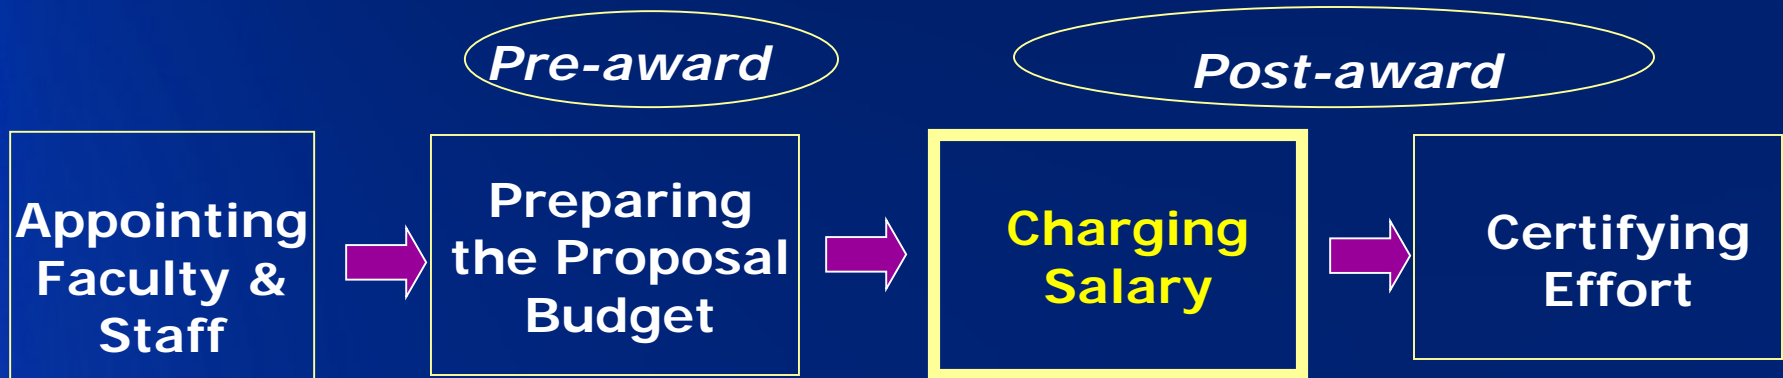 Pre-award
Post-award
Appointing
Faculty &
Staff
Preparing
the Proposal
Budget
Charging
Salary
Certifying
Effort